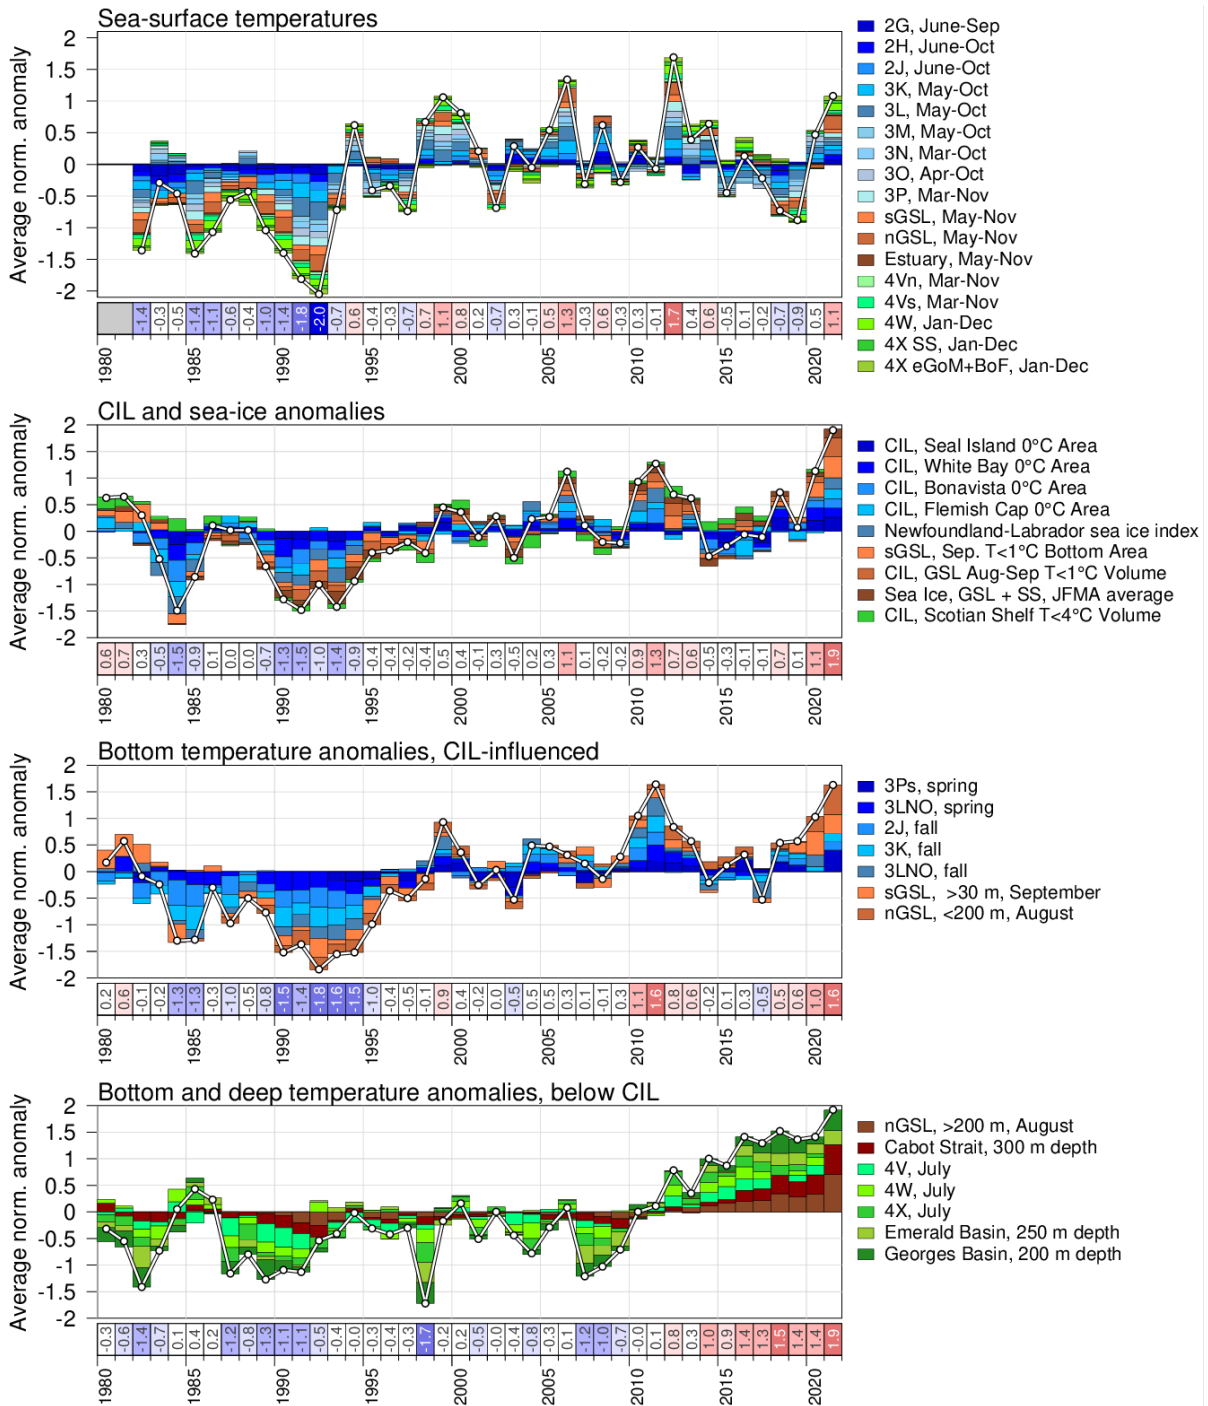 Sea-surface temperatures
Average norm. anomaly
2
1.5
1
0.5
0
-0.5
-1
-1.5
-2
-1.4 -0.3 -0.5 -1.4 -1.1 -0.6 -0.4 -1.0 -1.4 -1.8 -2.0 -0.7 0.6 -0.4 -0.3 -0.7 0.7 1.1 0.8 0.2 -0.7 0.3 -0.1 0.5 1.3 -0.3 0.6 -0.3 0.3 -0.1 1.7 0.4 0.6 -0.5 0.1 -0.2 -0.7 -0.9 0.5 1.1
1980 1985 1990 1995 2000 2005 2010 2015 2020
2G, June-Sep
2H, June-Oct
2J, June-Oct
3K, May-Oct
3L, May-Oct
3M, May-Oct
3N, Mar-Oct
3O, Apr-Oct
3P, Mar-Nov
sGSL, May-Nov
nGSL, May-Nov
Estuary, May-Nov
4Vn, Mar-Nov
4Vs, Mar-Nov
4W, Jan-Dec
4X SS, Jan-Dec
4X eGoM+BoF, Jan-Dec
CIL and sea-ice anomalies
Average norm. anomaly
2
1.5
1
0.5
0
-0.5
-1
-1.5
-2
0.6 0.7 0.3 -0.5 -1.5 -0.9 0.1 0.0 0.0 -0.7 -1.3 -1.5 -1.0 -1.4 -0.9 -0.4 -0.4 -0.2 -0.4 0.5 0.4 -0.1 0.3 -0.5 0.2 0.3 1.1 0.1 -0.2 -0.2 0.9 1.3 0.7 0.6 -0.5 -0.3 -0.1 -0.1 0.7 0.1 1.1 1.9
1980 1985 1990 1995 2000 2005 2010 2015 2020
CIL, Seal Island 0°C Area
CIL, White Bay 0°C Area
CIL, Bonavista 0°C Area
CIL, Flemish Cap 0°C Area
Newfoundland-Labrador sea ice index
sGSL, Sep. T<1°C Bottom Area
CIL, GSL Aug-Sep T<1°C Volume
Sea Ice, GSL + SS, JFMA average
CIL, Scotian Shelf T<4°C Volume
Bottom temperature anomalies, CIL-influenced
Average norm. anomaly
2
1.5
1
0.5
0
-0.5
-1
-1.5
-2
0.2 0.6 -0.1 -0.2 -1.3 -1.3 -0.3 -1.0 -0.5 -0.8 -1.5 -1.4 -1.8 -1.6 -1.5 -1.0 -0.4 -0.5 -0.1 0.9 0.4 -0.2 0.0 -0.5 0.5 0.5 0.3 0.1 -0.1 0.3 1.1 1.6 0.8 0.6 -0.2 0.1 0.3 -0.5 0.5 0.6 1.0 1.6
1980 1985 1990 1995 2000 2005 2010 2015 2020
3Ps, spring
3LNO, spring
2J, fall
3K, fall
3LNO, fall
sGSL, >30 m, September
nGSL, <200 m, August
Bottom and deep temperature anomalies, below CIL
Average norm. anomaly
2
1.5
1
0.5
0
-0.5
-1
-1.5
-2
-0.3 -0.6 -1.4 -0.7 0.1 0.4 0.2 -1.2 -0.8 -1.3 -1.1 -1.1 -0.5 -0.4 -0.0 -0.3 -0.4 -0.3 -1.7 -0.2 0.2 -0.5 -0.0 -0.4 -0.8 -0.3 0.1 -1.2 -1.0 -0.7 -0.0 0.1 0.8 0.3 1.0 0.9 1.4 1.3 1.5 1.4 1.4 1.9
1980 1985 1990 1995 2000 2005 2010 2015 2020
nGSL, >200 m, August
Cabot Strait, 300 m depth
4V, July
4W, July
4X, July
Emerald Basin, 250 m depth
Georges Basin, 200 m depth